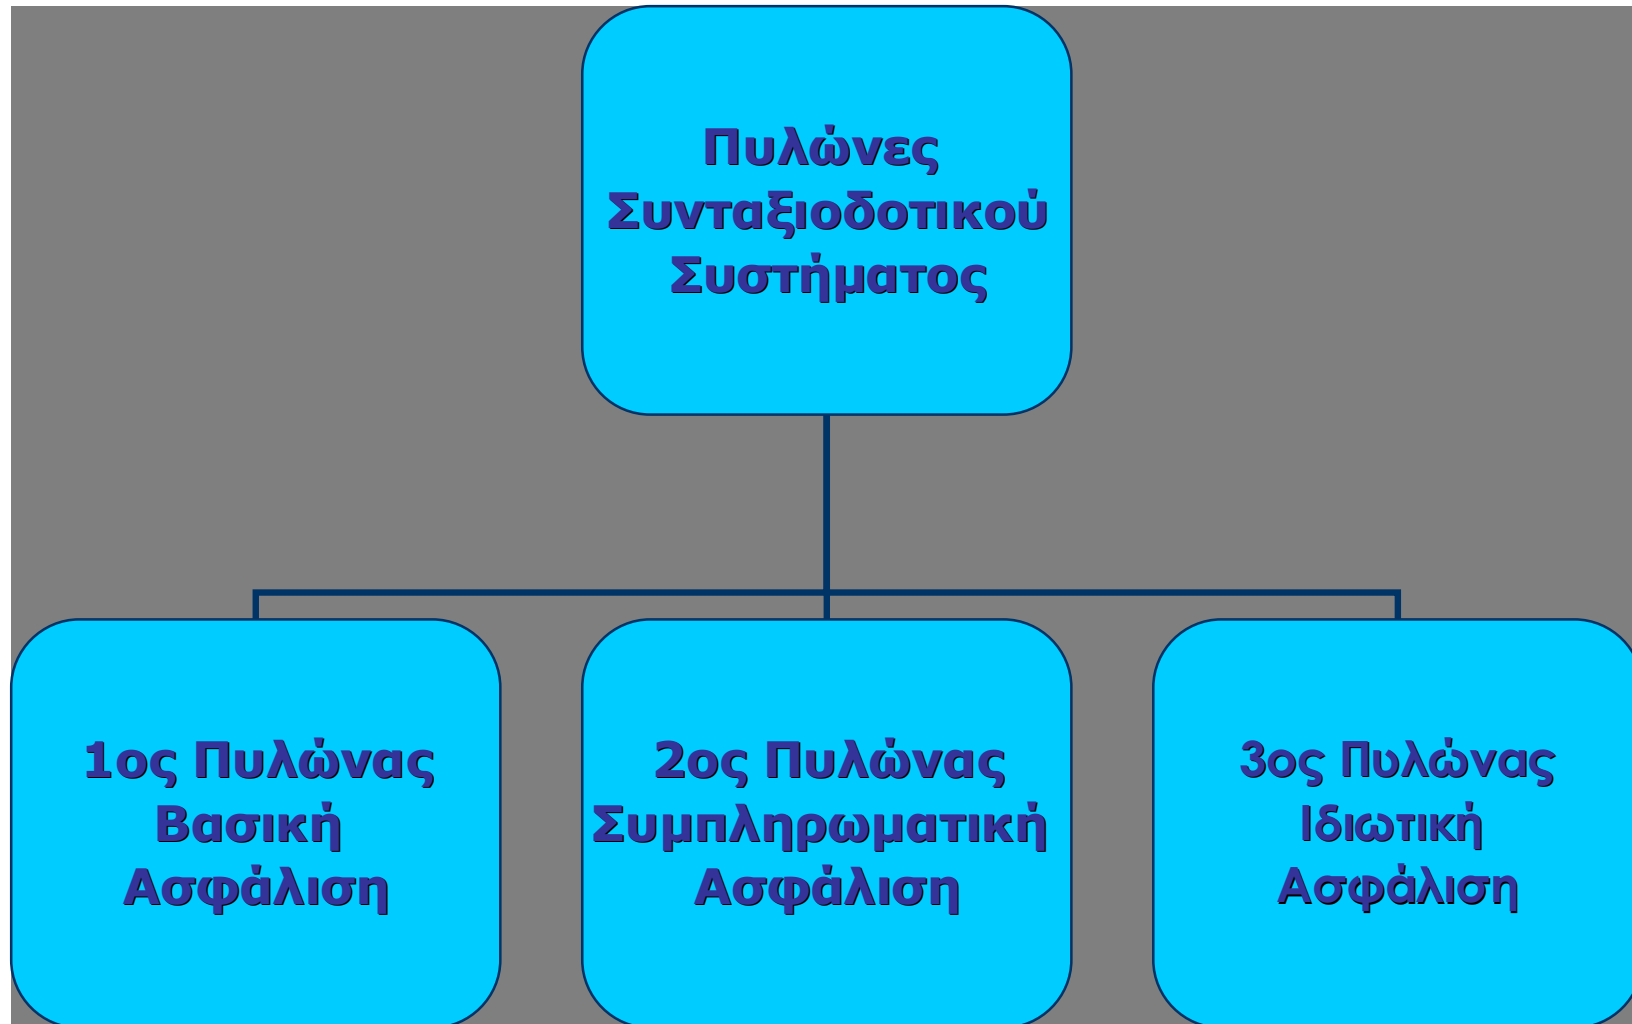 Πυλώνες
Συνταξιοδοτικού
Συστήματος
1ος Πυλώνας
Βασική
Ασφάλιση
2ος Πυλώνας
Συμπληρωματική
Ασφάλιση
3ος Πυλώνας
Ιδιωτική
Ασφάλιση